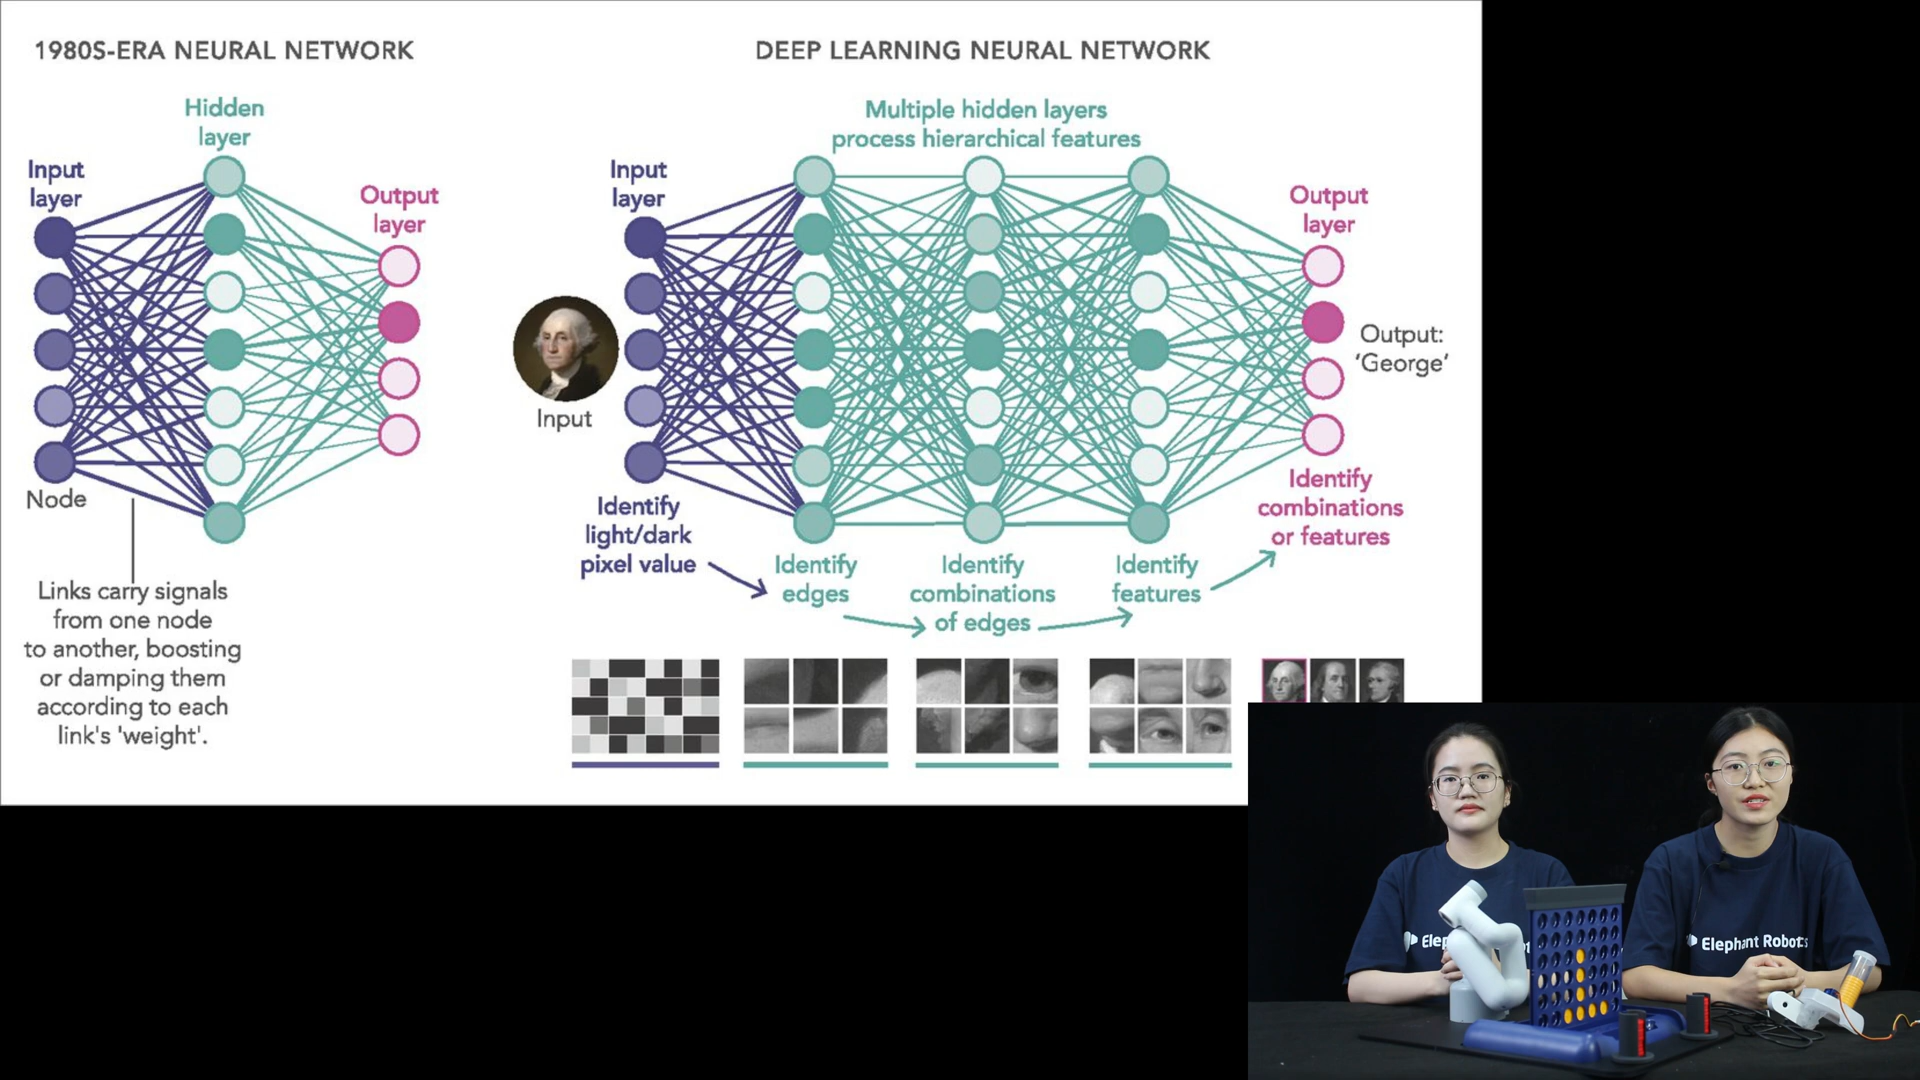 1980S-ERA NEURAL NETWORK
Hidden
layer
Input
layer
Output
layer
Node
Links carry signals
from one node
to another, boosting
or damping them
according to each
link's 'weight'.
DEEP LEARNING NEURAL NETWORK
Multiple hidden layers
process hierarchical features
Input
layer
Output
layer
Input
Output:
‘George’
Identify
light/dark
pixel value
Identify
edges
Identify
combinations
of edges
Identify
features
Identify
combinations
or features
Elephant Robotics